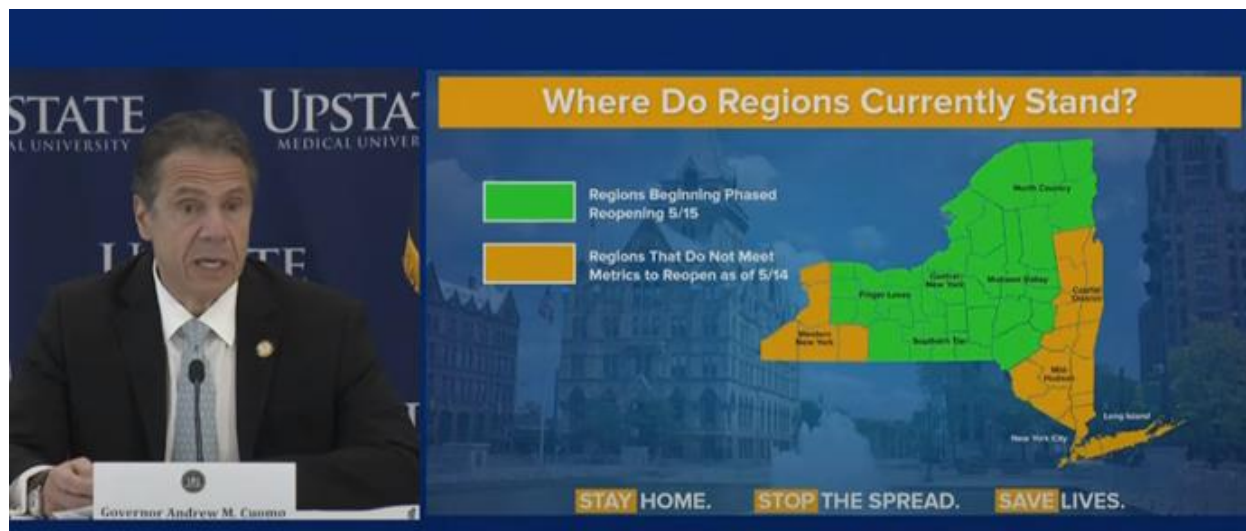 STATE
AL UNIVERSITY
UPSTA
MEDICAL UNIVER
U
TE
Governor Andrew M. Cuomo
Where Do Regions Currently Stand?
Regions Beginning Phased
Reopening 5/15
Regions That Do Not Meet
Metrics to Reopen as of 5/14
North Country
Central
New York
Mohawk Valley
Capital
District
Finger Lakes
Western
New York
Southern Tier
Mid-
Hudson
Long Island
New York City
STAY HOME. STOP THE SPREAD. SAVE LIVES.